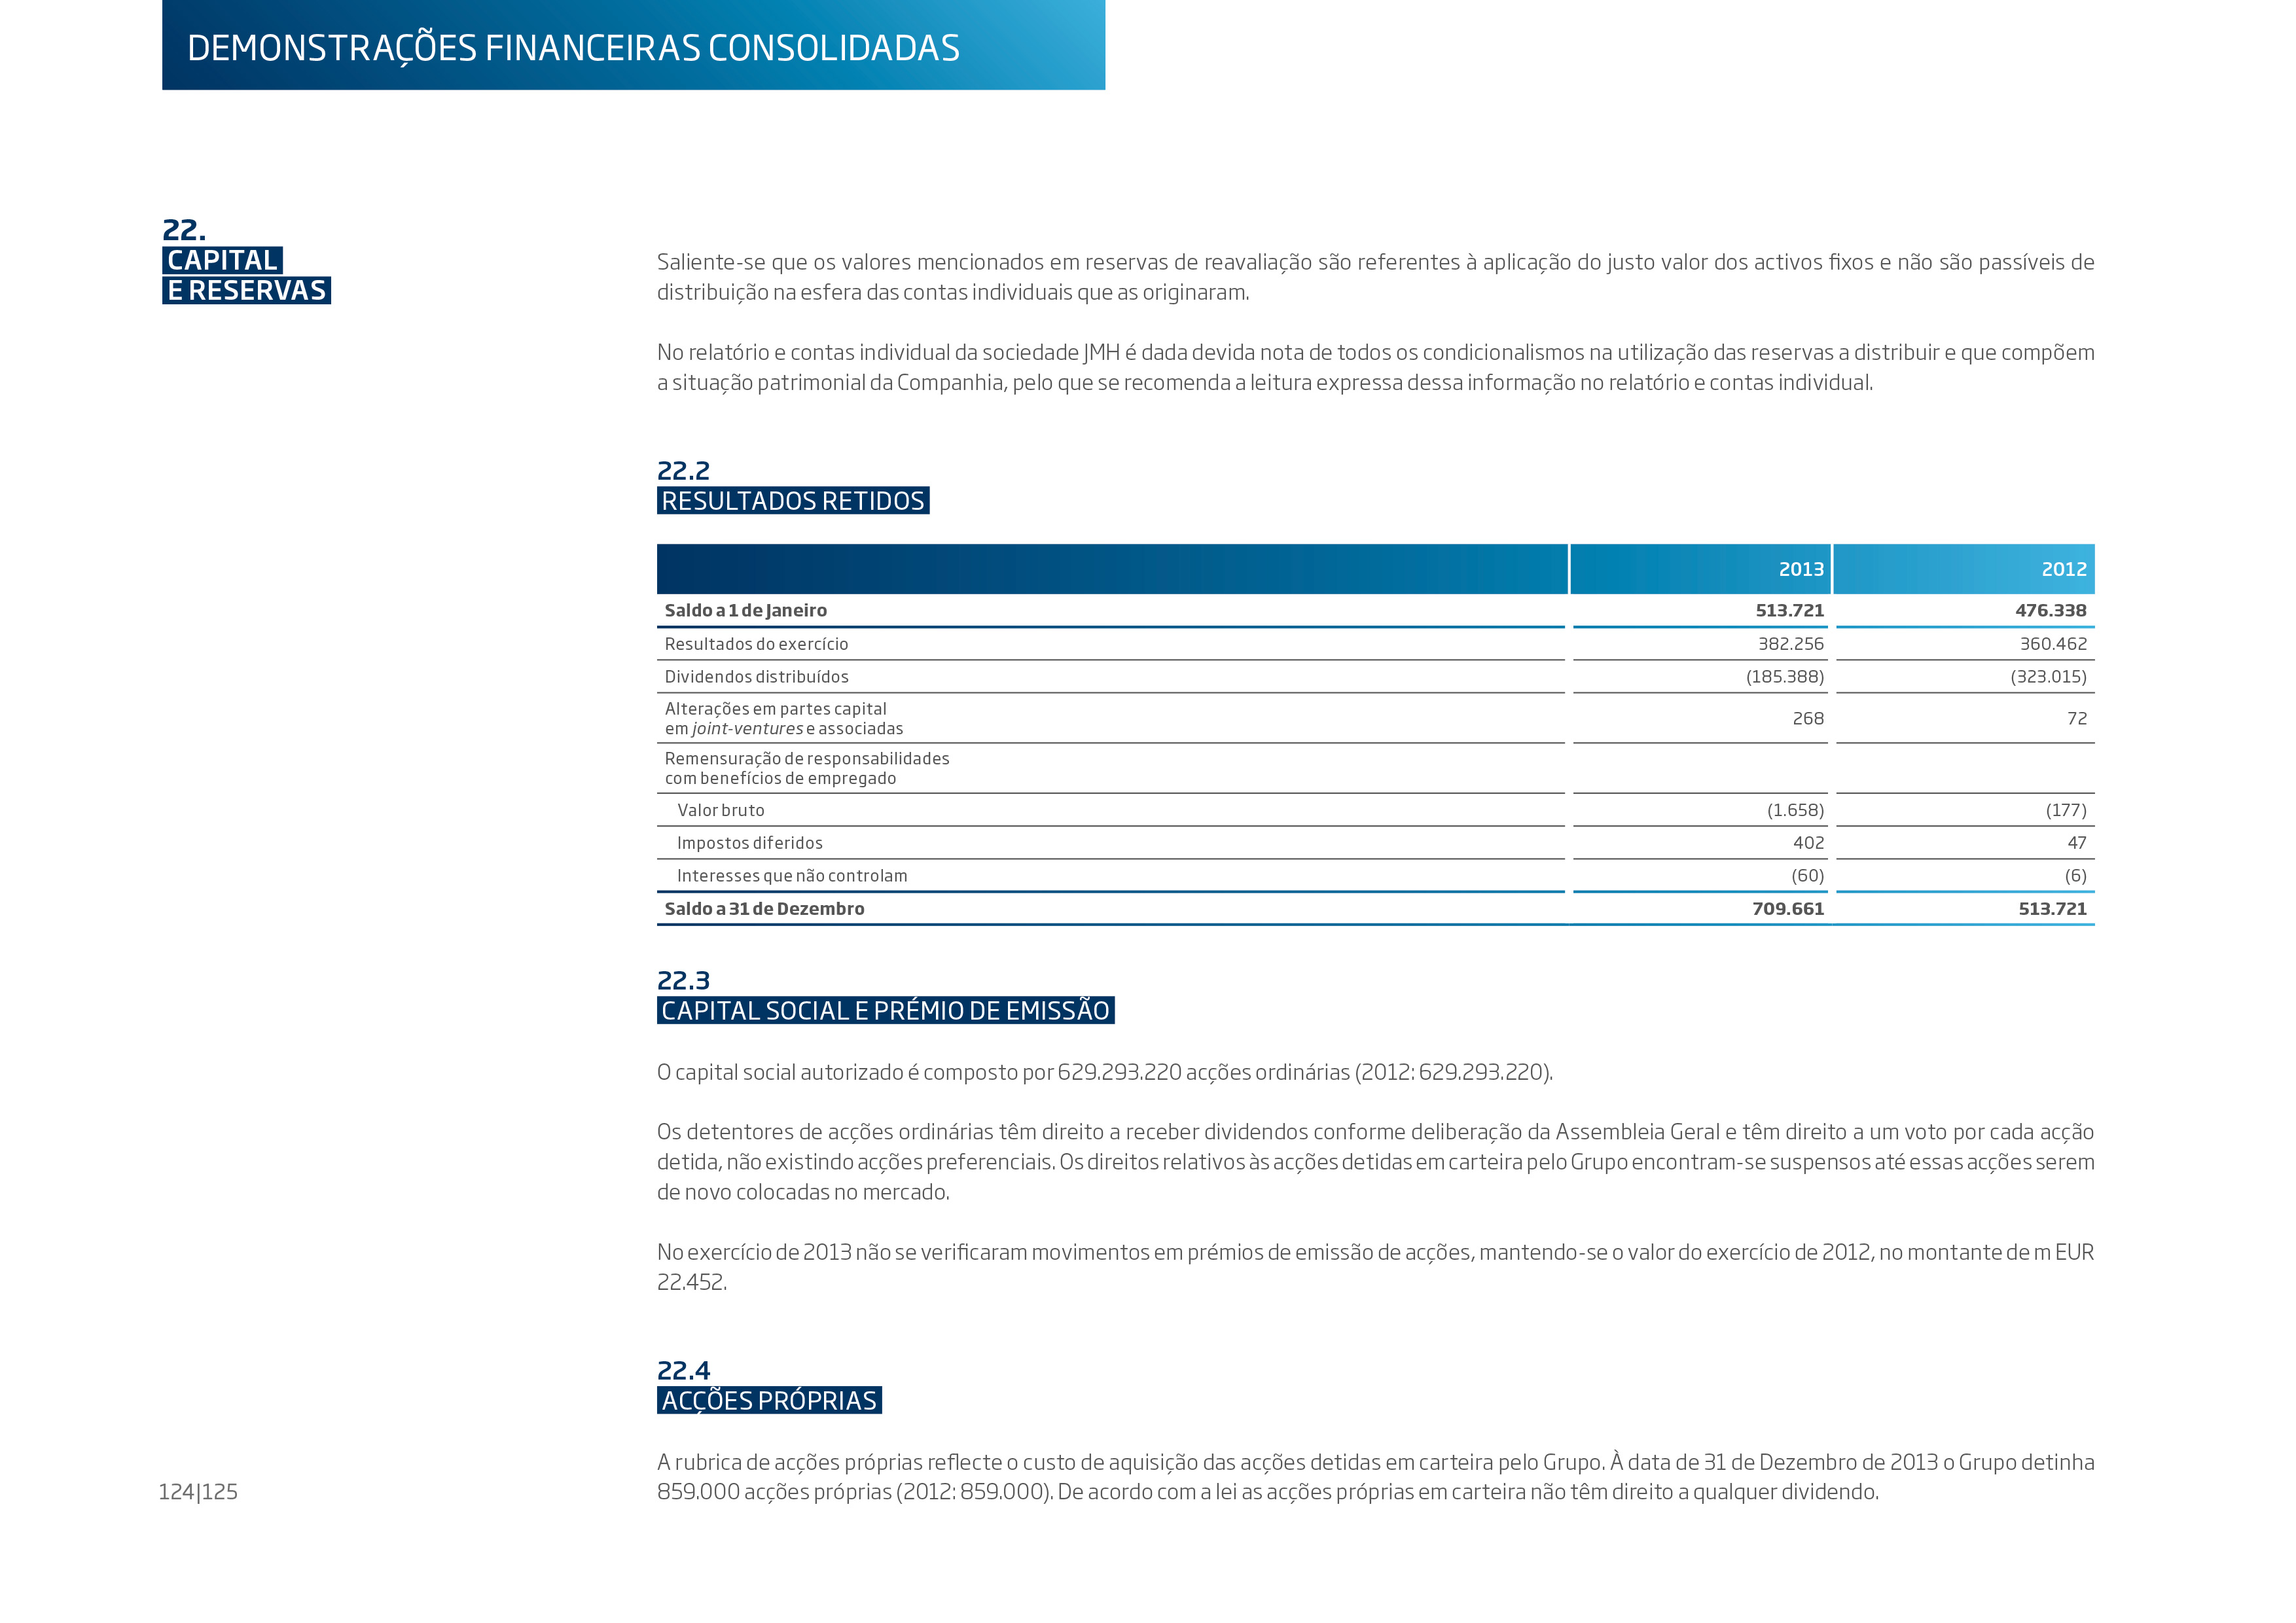 DEMONSTRAÇÕES FINANCEIRAS CONSOLIDADAS
22.
CAPITAL
E RESERVAS
Saliente-se que os valores mencionados em reservas de reavaliação são referentes à aplicação do justo valor dos activos fixos e não são passíveis de
distribuição na esfera das contas individuais que as originaram.
No relatório e contas individual da sociedade JMH é dada devida nota de todos os condicionalismos na utilização das reservas a distribuir e que compõem
a situação patrimonial da Companhia, pelo que se recomenda a leitura expressa dessa informação no relatório e contas individual.
22.2
RESULTADOS RETIDOS
2013 2012
Saldo a 1 de Janeiro 513.721 476.338
Resultados do exercício 382.256 360.462
Dividendos distribuídos (185.388) (323.015)
Alterações em partes capital
em joint-ventures e associadas 268 72
Remensuração de responsabilidades
com benefícios de empregado
Valor bruto (1.658) (177)
Impostos diferidos 402 47
Interesses que não controlam (60) (6)
Saldo a 31 de Dezembro 709.661 513.721
22.3
CAPITAL SOCIAL E PRÉMIO DE EMISSÃO
O capital social autorizado é composto por 629.293.220 acções ordinárias (2012: 629.293.220).
Os detentores de acções ordinárias têm direito a receber dividendos conforme deliberação da Assembleia Geral e têm direito a um voto por cada acção
detida, não existindo acções preferenciais. Os direitos relativos às acções detidas em carteira pelo Grupo encontram-se suspensos até essas acções serem
de novo colocadas no mercado.
No exercício de 2013 não se verificaram movimentos em prémios de emissão de acções, mantendo-se o valor do exercício de 2012, no montante de m EUR
22.452.
22.4
ACÇÕES PRÓPRIAS
A rubrica de acções próprias reflecte o custo de aquisição das acções detidas em carteira pelo Grupo. À data de 31 de Dezembro de 2013 o Grupo detinha
859.000 acções próprias (2012: 859.000). De acordo com a lei as acções próprias em carteira não têm direito a qualquer dividendo.
124|125